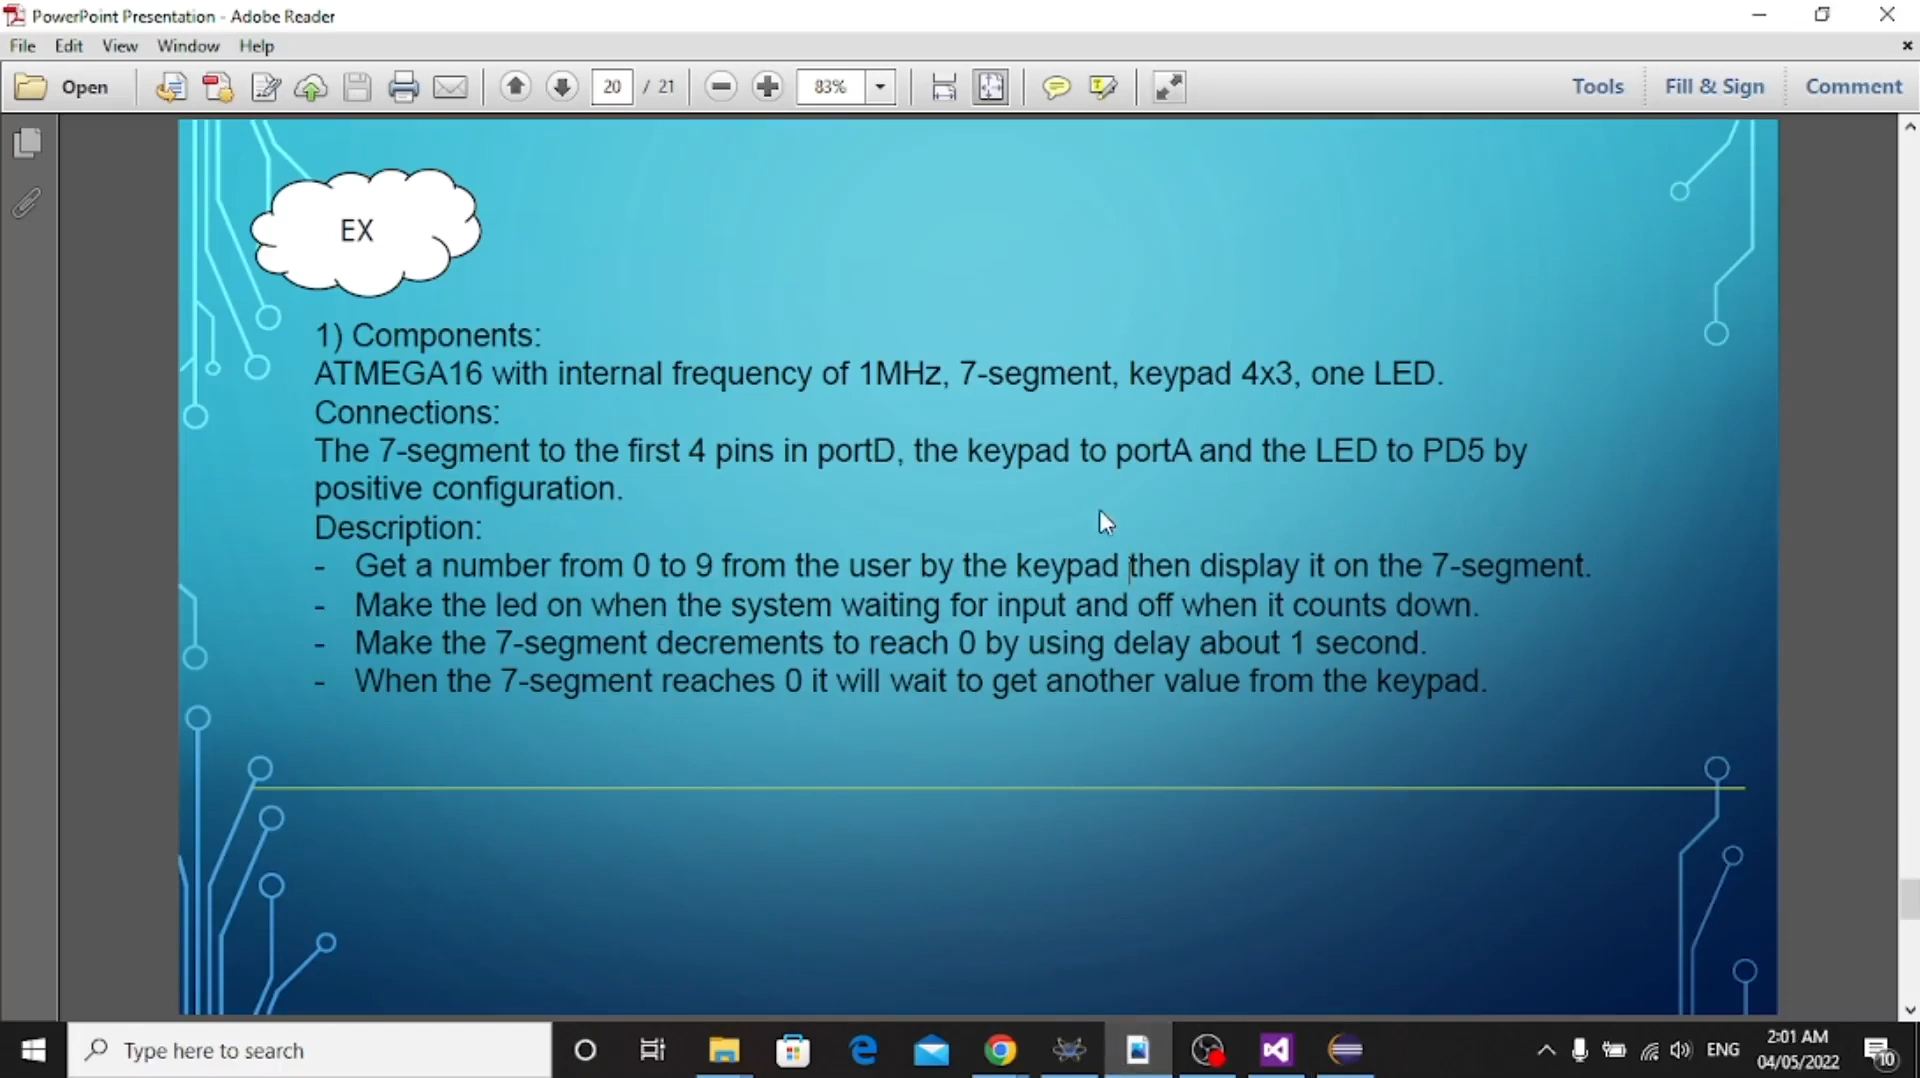 PowerPoint Presentation - Adobe Reader
File Edit View Window Help
Open 20 / 21 83% Tools Fill & Sign Comment
EX
1) Components:
ATMEGA16 with internal frequency of 1MHz, 7-segment, keypad 4x3, one LED.
Connections:
The 7-segment to the first 4 pins in portD, the keypad to portA and the LED to PD5 by
positive configuration.
Description:
- Get a number from 0 to 9 from the user by the keypad then display it on the 7-segment.
- Make the led on when the system waiting for input and off when it counts down.
- Make the 7-segment decrements to reach 0 by using delay about 1 second.
- When the 7-segment reaches 0 it will wait to get another value from the keypad.
Type here to search
ENG
2:01 AM
04/05/2022
10